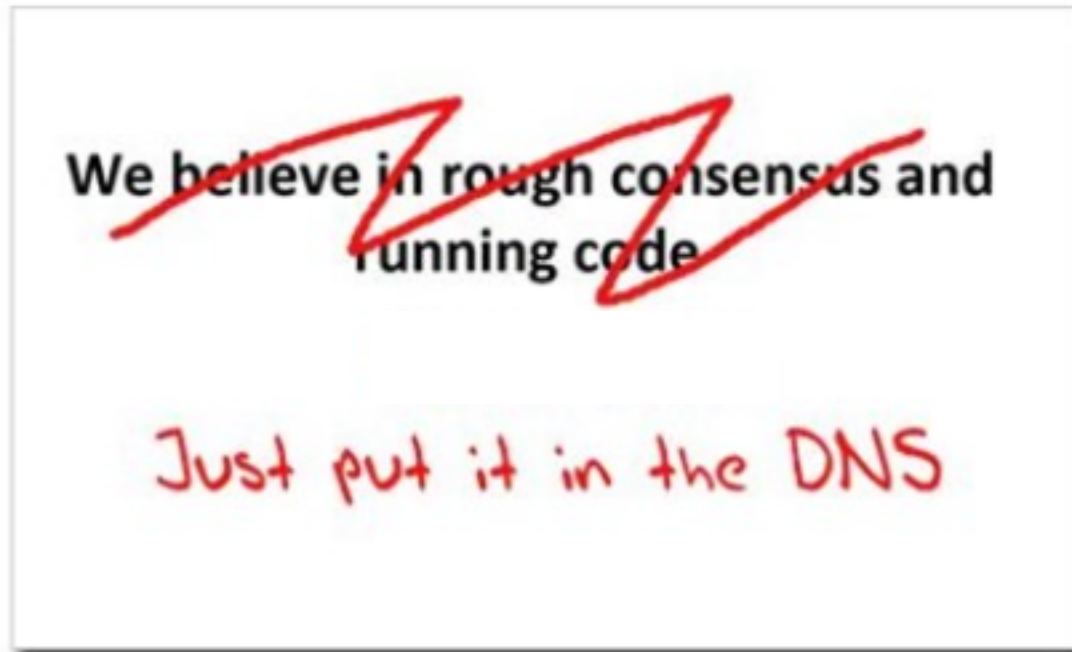 We believe in rough consensus and
running code
Just put it in the DNS